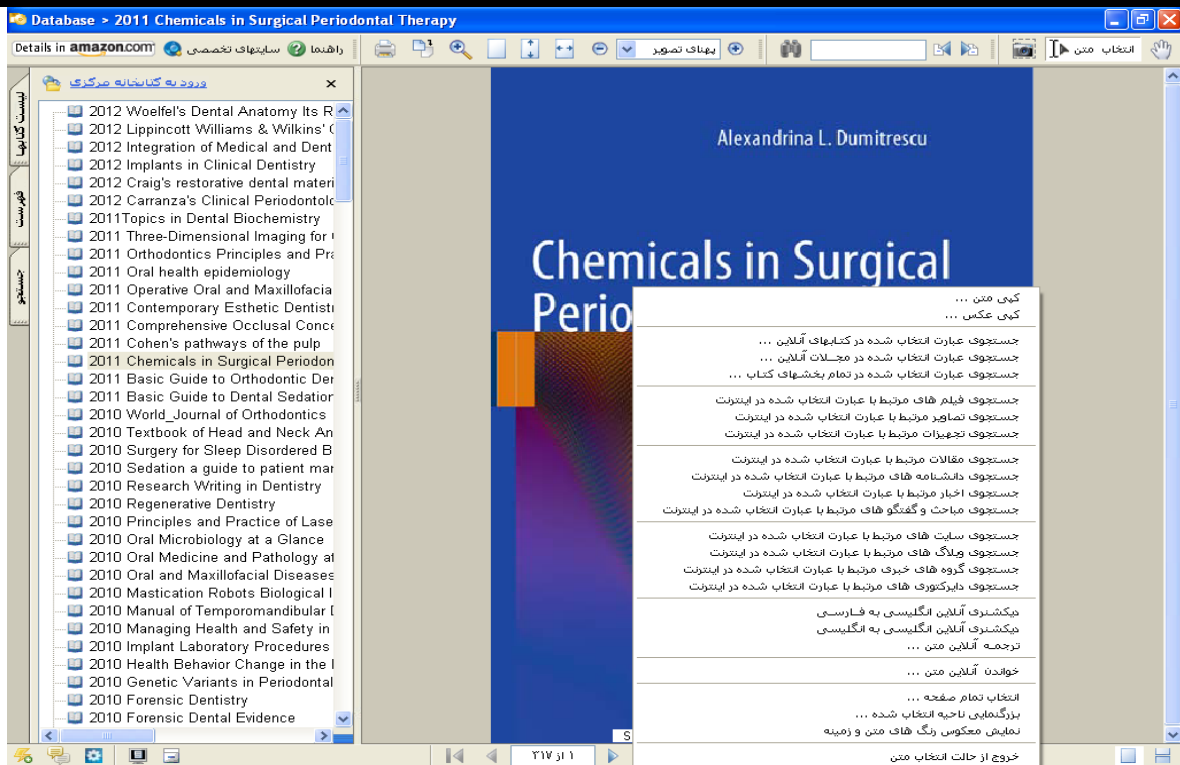 Database > 2011 Chemicals in Surgical Periodontal Therapy
Details in amazon.com
سایتهای تخصصی
راهنما
پهنای تصویر
انتخاب متن
لیست کتابها
فهرست
جستجو
ورود به کتابخانه مرکزی
2012 Woelfel's Dental Anatomy Its R
2012 Lippincott Williams & Wilkins' C
2012 Integration of Medical and Dent
2012 Implants in Clinical Dentistry
2012 Craig's restorative dental materi
2012 Carranza's Clinical Periodontolo
2011Topics in Dental Biochemistry
2011 Three-Dimensional Imaging for
2011 Orthodontics Principles and Pra
2011 Oral health epidemiology
2011 Operative Oral and Maxillofacia
2011 Contemporary Esthetic Dentist
2011 Comprehensive Occlusal Conce
2011 Cohen's pathways of the pulp
2011 Chemicals in Surgical Periodon
2011 Basic Guide to Orthodontic Der
2011 Basic Guide to Dental Sedation
2010 World_Journal of Orthodontics
2010 Textbook of Head and Neck An
2010 Surgery for Sleep Disordered B
2010 Sedation a guide to patient mar
2010 Research Writing in Dentistry
2010 Regenerative Dentistry
2010 Principles and Practice of Lase
2010 Oral Microbiology at a Glance
2010 Oral Medicine and Pathology at
2010 Oral and Maxillofacial Diseases
2010 Mastication Robots Biological I
2010 Manual of Temporomandibular
2010 Managing Health and Safety in
2010 Implant Laboratory Procedures
2010 Health Behavior Change in the
2010 Genetic Variants in Periodontal
2010 Forensic Dentistry
2010 Forensic Dental Evidence
Alexandrina L. Dumitrescu
Chemicals in Surgical
Perio
کپی متن ...
کپی عکس ...
جستجوی عبارت انتخاب شده در کتابهای آنلاین ...
جستجوی عبارت انتخاب شده در مجـلات آنلاین ...
جستجوی عبارت انتخاب شده در تمام بخشهای کتاب ...
جستجوی فیلم های مرتبط با عبارت انتخاب شده در اینترنت
جستجوی تصاویر مرتبط با عبارت انتخاب شده در اینترنت
جستجوی تجهیزات مرتبط با عبارت انتخاب شده در اینترنت
جستجوی مقالات مرتبط با عبارت انتخاب شده در اینترنت
جستجوی دانشنامه های مرتبط با عبارت انتخاب شده در اینترنت
جستجوی اخبار مرتبط با عبارت انتخاب شده در اینترنت
جستجوی مباحث و گفتگو های مرتبط با عبارت انتخاب شده در اینترنت
جستجوی سایت های مرتبط با عبارت انتخاب شده در اینترنت
جستجوی وبلاگ های مرتبط با عبارت انتخاب شده در اینترنت
جستجوی گروه های خبری مرتبط با عبارت انتخاب شده در اینترنت
جستجوی دایرکتوری های مرتبط با عبارت انتخاب شده در اینترنت
دیکشنری آنلاین انگلیسی به فـارسـی
دیکشنری آنلاین انگلیسی به انگلیسی
ترجمـه آنلاین متن ...
خواندن آنلاین متن ...
انتخاب تمام صفحه ...
بزرگنمایی ناحیه انتخاب شده ...
نمایش معکوس رنگ های متن و زمینه
خروج از حالت انتخاب متن
S
۱ از ۳۱۷